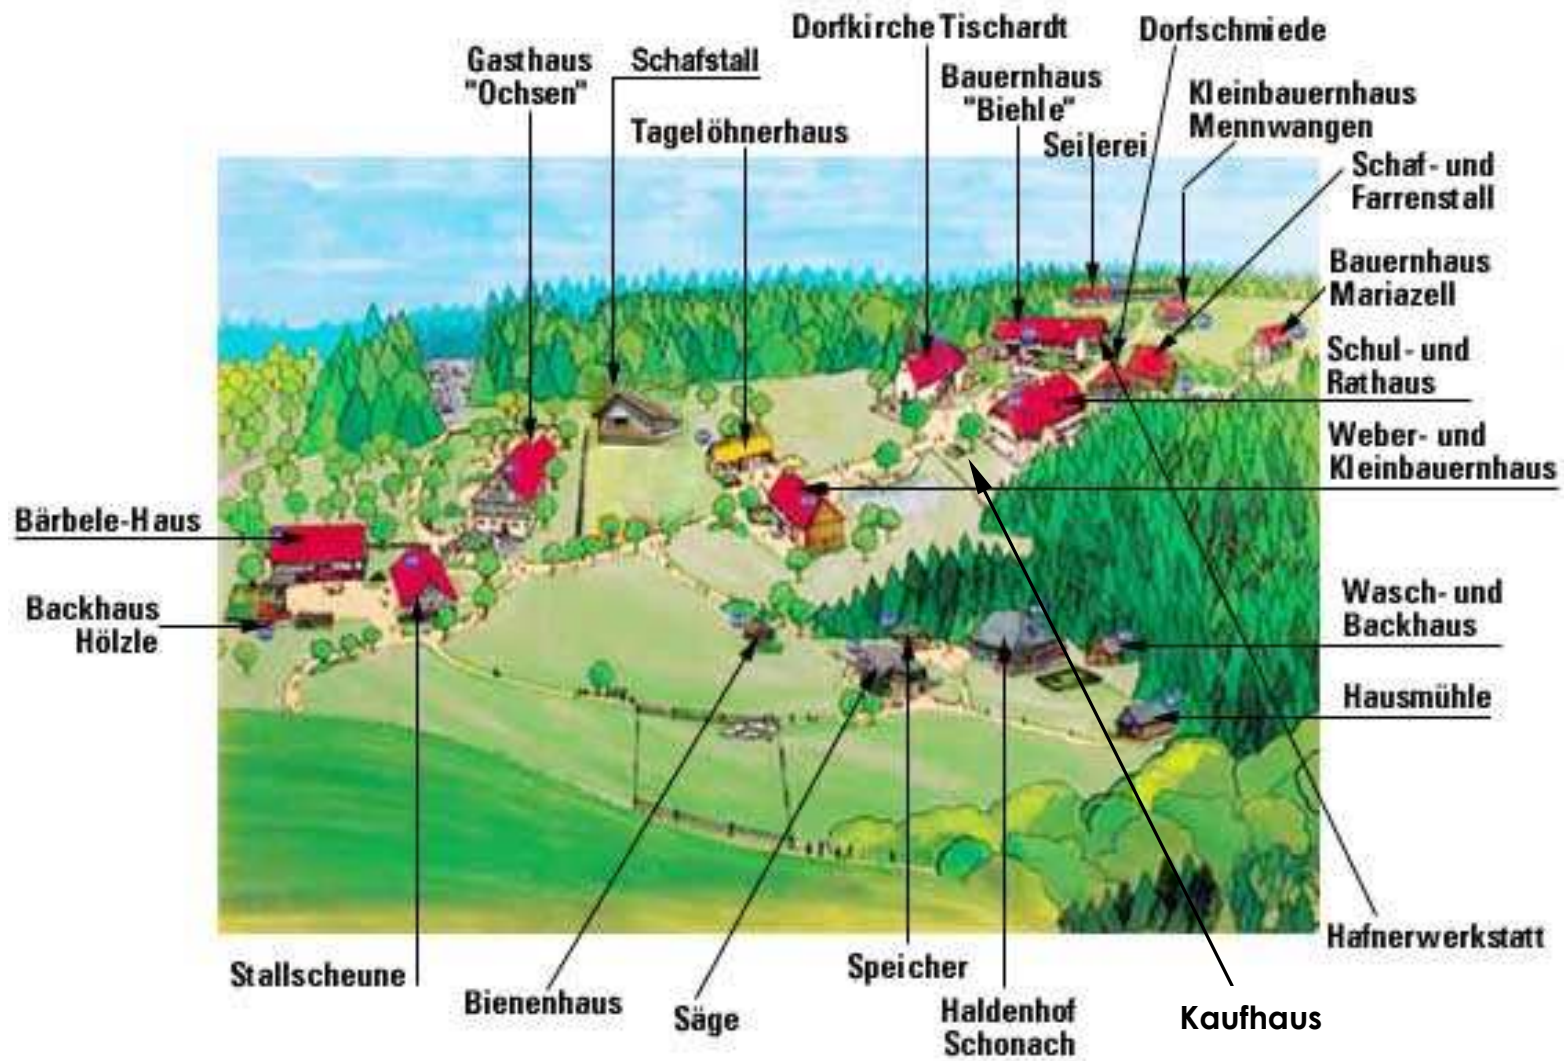 Dorfkirche Tischardt
Dorfschmiede
Gasthaus
"Ochsen"
Schafstall
Bauernhaus
"Biehle"
Kleinbauernhaus
Mennwangen
Tagelöhnerhaus
Seilerei
Schaf- und
Farrenstall
Bauernhaus
Mariazell
Schul- und
Rathaus
Weber- und
Kleinbauernhaus
Bärbele-Haus
Backhaus
Hölzle
Wasch- und
Backhaus
Hausmühle
Hafnerwerkstatt
Stallscheune
Bienenhaus
Säge
Speicher
Haldenhof
Schonach
Kaufhaus